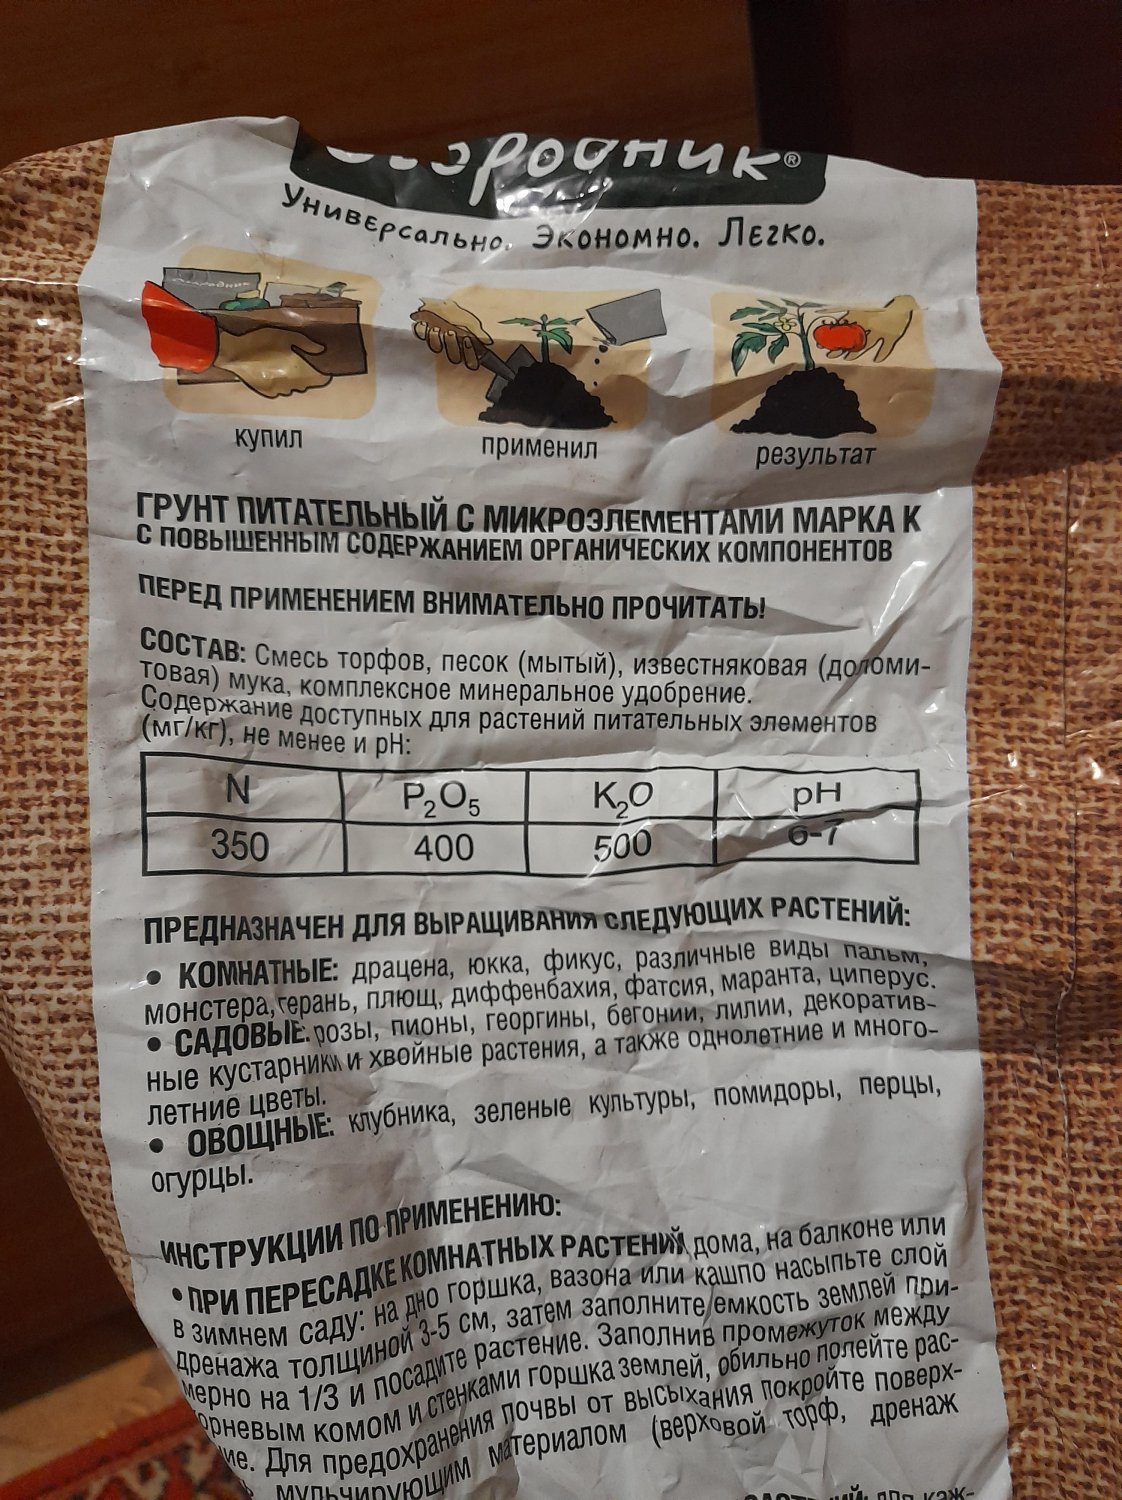 Универсально. Экономно. Легко.
купил
применил
результат
ГРУНТ ПИТАТЕЛЬНЫЙ С МИКРОЭЛЕМЕНТАМИ МАРКА К
С ПОВЫШЕННЫМ СОДЕРЖАНИЕМ ОРГАНИЧЕСКИХ КОМПОНЕНТОВ
ПЕРЕД ПРИМЕНЕНИЕМ ВНИМАТЕЛЬНО ПРОЧИТАТЬ!
СОСТАВ: Смесь торфов, песок (мытый), известняковая (доломи-
товая) мука, комплексное минеральное удобрение.
Содержание доступных для растений питательных элементов
(мг/кг), не менее и pH:
N P₂O₅ K₂O pH
350 400 500 6-7
ПРЕДНАЗНАЧЕН ДЛЯ ВЫРАЩИВАНИЯ СЛЕДУЮЩИХ РАСТЕНИЙ:
• КОМНАТНЫЕ: драцена, юкка, фикус, различные виды пальм,
монстера, герань, плющ, диффенбахия, фатсия, маранта, циперус.
• САДОВЫЕ: розы, пионы, георгины, бегонии, лилии, декоратив-
ные кустарники и хвойные растения, а также однолетние и много-
летние цветы.
• ОВОЩНЫЕ: клубника, зеленые культуры, помидоры, перцы,
огурцы.
ИНСТРУКЦИИ ПО ПРИМЕНЕНИЮ:
• ПРИ ПЕРЕСАДКЕ КОМНАТНЫХ РАСТЕНИЙ дома, на балконе или
в зимнем саду: на дно горшка, вазона или кашпо насыпьте слой
дренажа толщиной 3-5 см, затем заполните емкость землей при-
мерно на 1/3 и посадите растение. Заполнив промежуток между
комом и стенками горшка землей, обильно полейте рас-
Для предохранения почвы от высыхания покройте поверх-
мульчирующим материалом (верховой торф, дренаж
для каж-